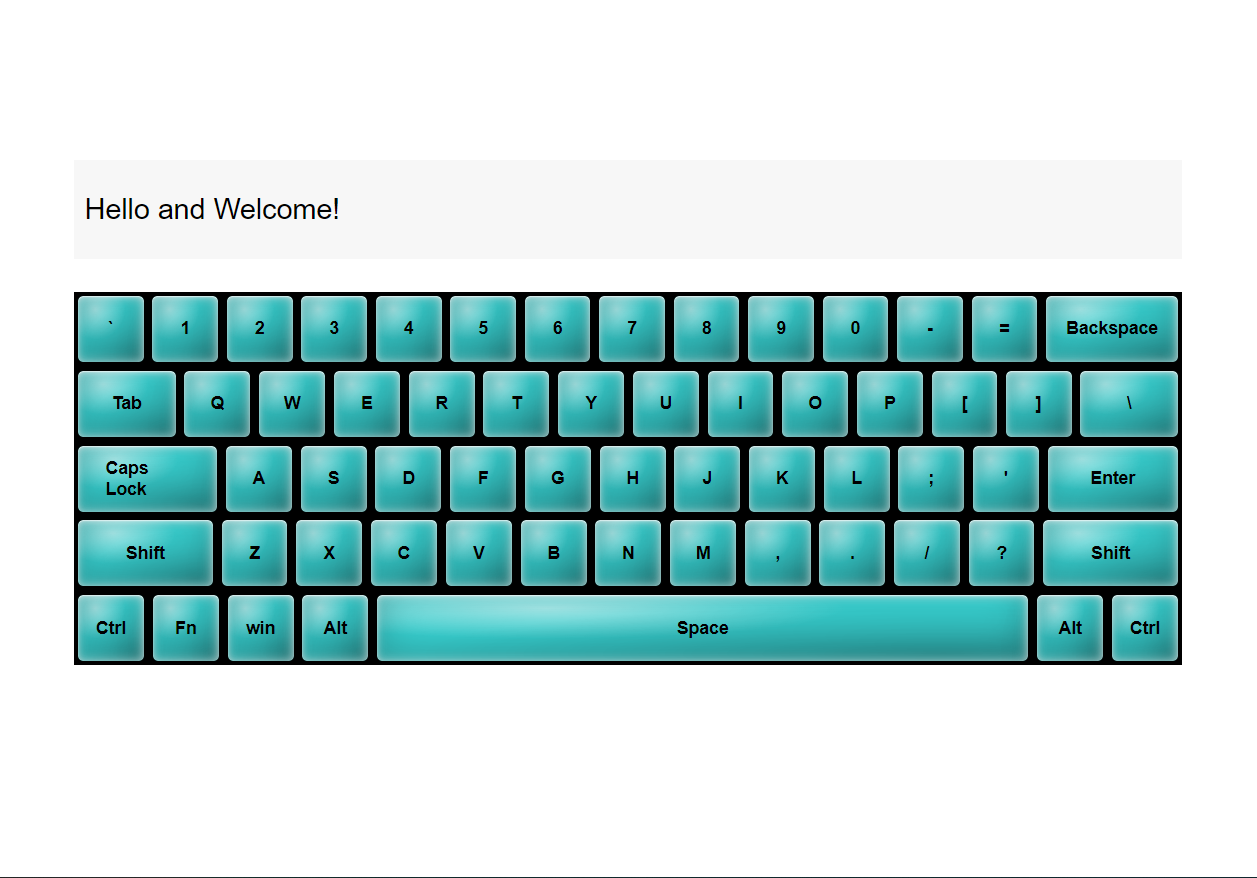 Hello and Welcome!
` 1 2 3 4 5 6 7 8 9 0 - = Backspace
Tab Q W E R T Y U I O P [ ] \
Caps
Lock A S D F G H J K L ; ' Enter
Shift Z X C V B N M , . / ? Shift
Ctrl Fn win Alt Space Alt Ctrl